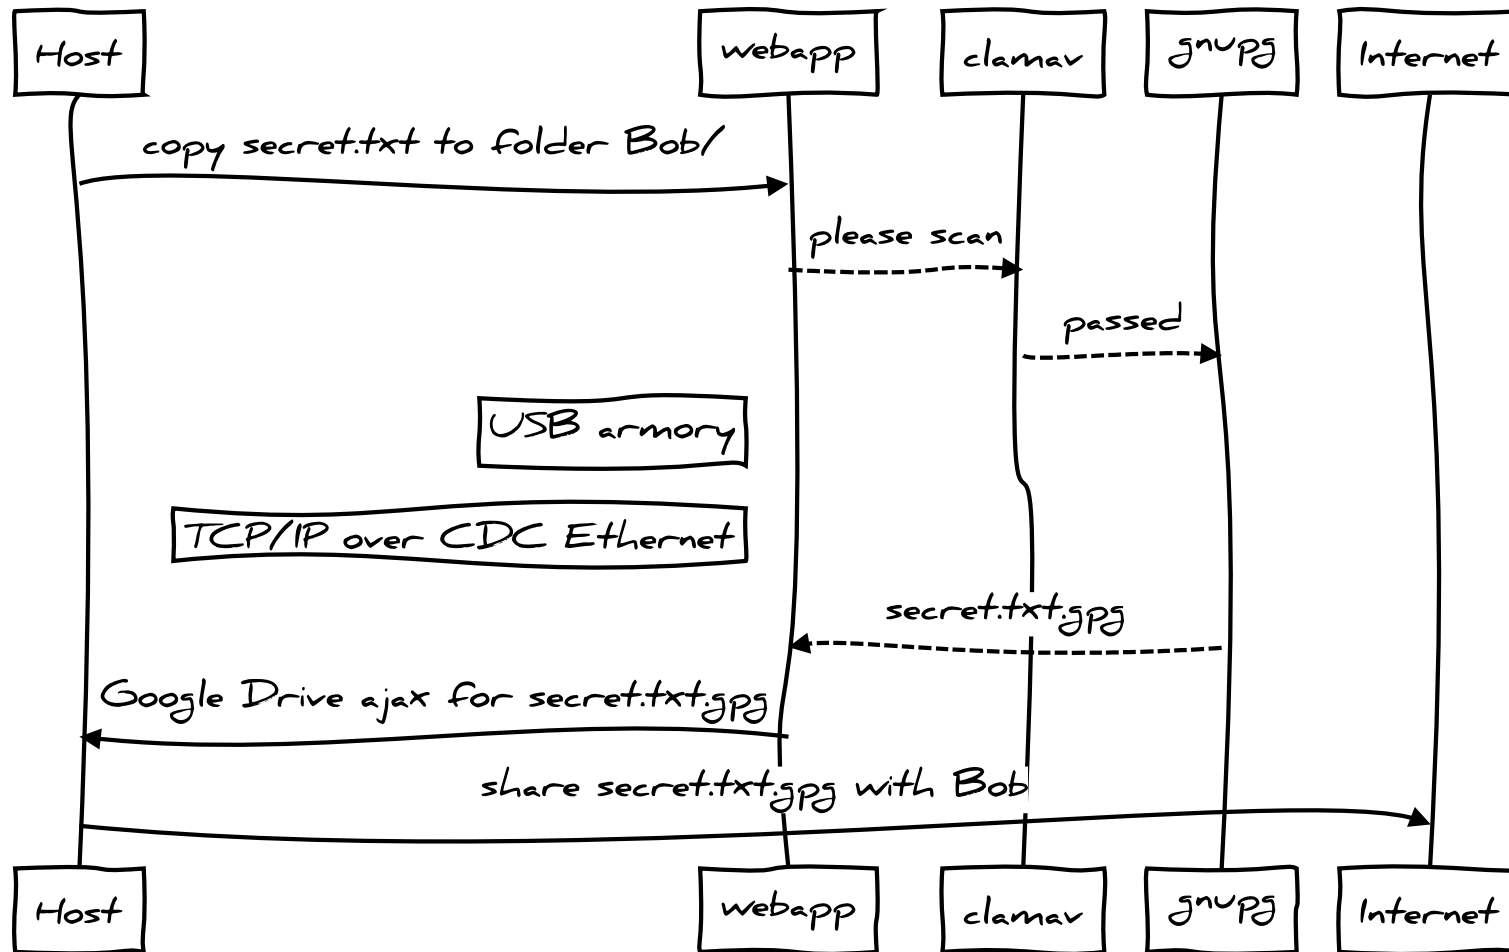 Host
webapp
clamav
gnupg
Internet
copy secret.txt to folder Bob/
please scan
passed
USB armory
TCP/IP over CDC Ethernet
secret.txt.gpg
Google Drive ajax for secret.txt.gpg
share secret.txt.gpg with Bob
Host
webapp
clamav
gnupg
Internet